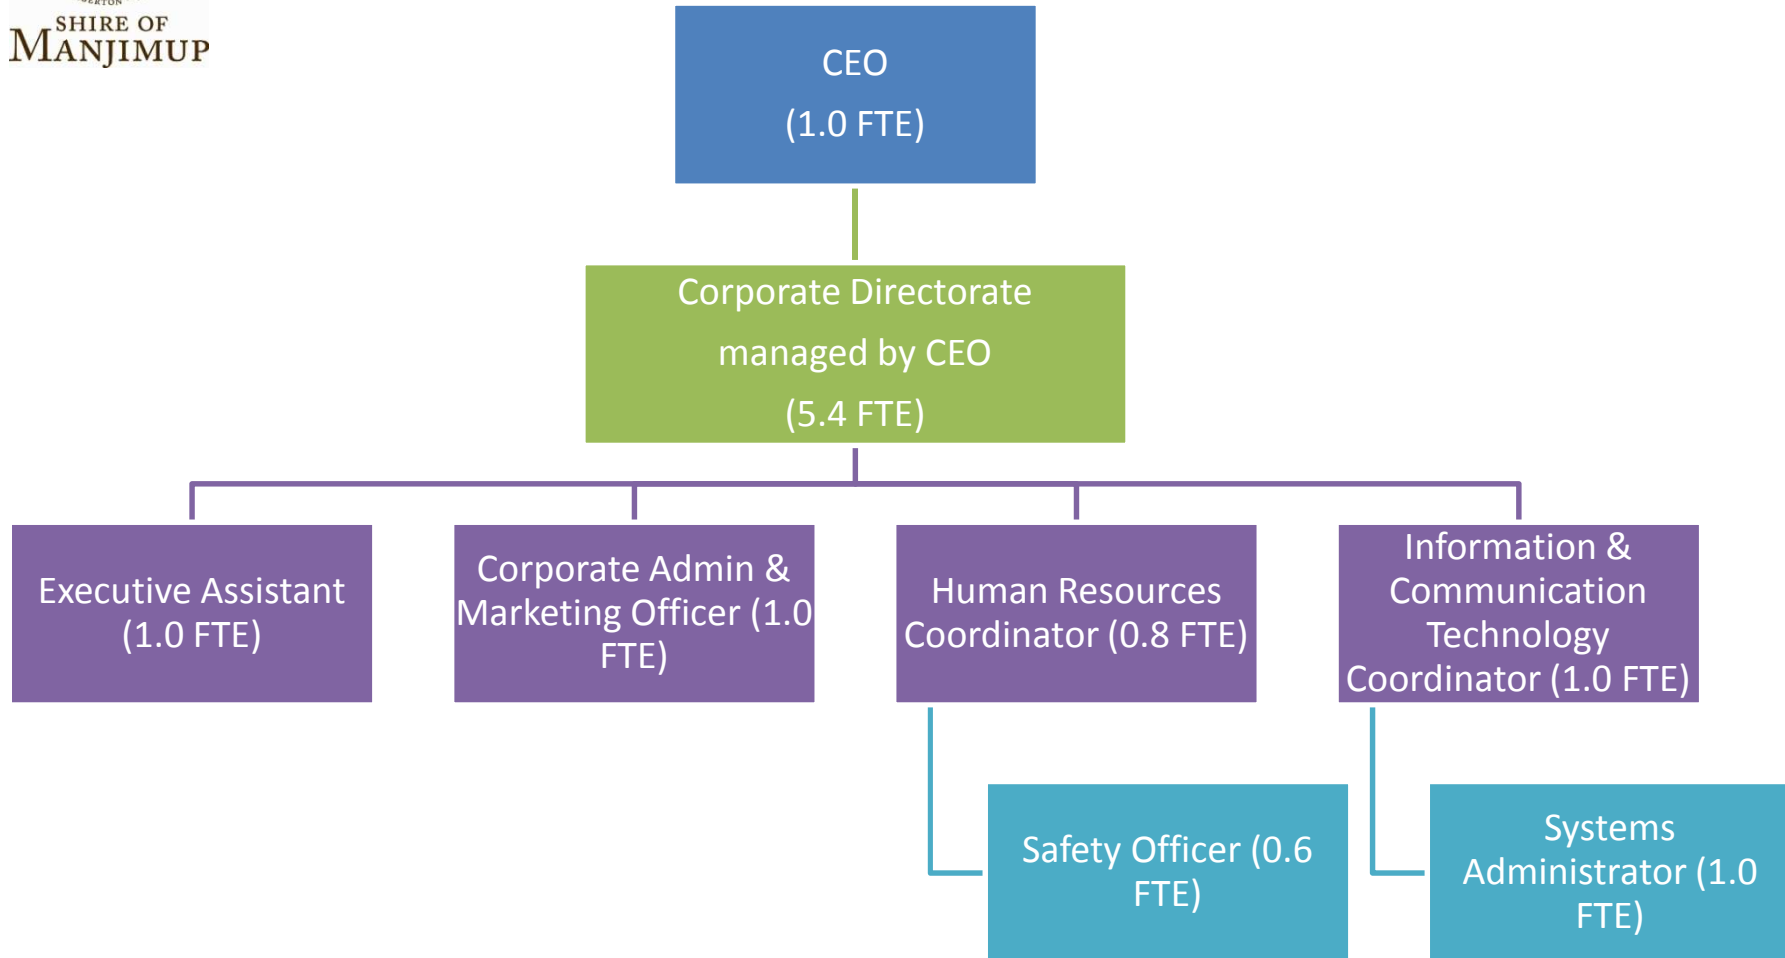 SHIRE OF
MANJIMUP
CEO
(1.0 FTE)
Corporate Directorate
managed by CEO
(5.4 FTE)
Executive Assistant
(1.0 FTE)
Corporate Admin &
Marketing Officer (1.0
FTE)
Human Resources
Coordinator (0.8 FTE)
Information &
Communication
Technology
Coordinator (1.0 FTE)
Safety Officer (0.6
FTE)
Systems
Administrator (1.0
FTE)